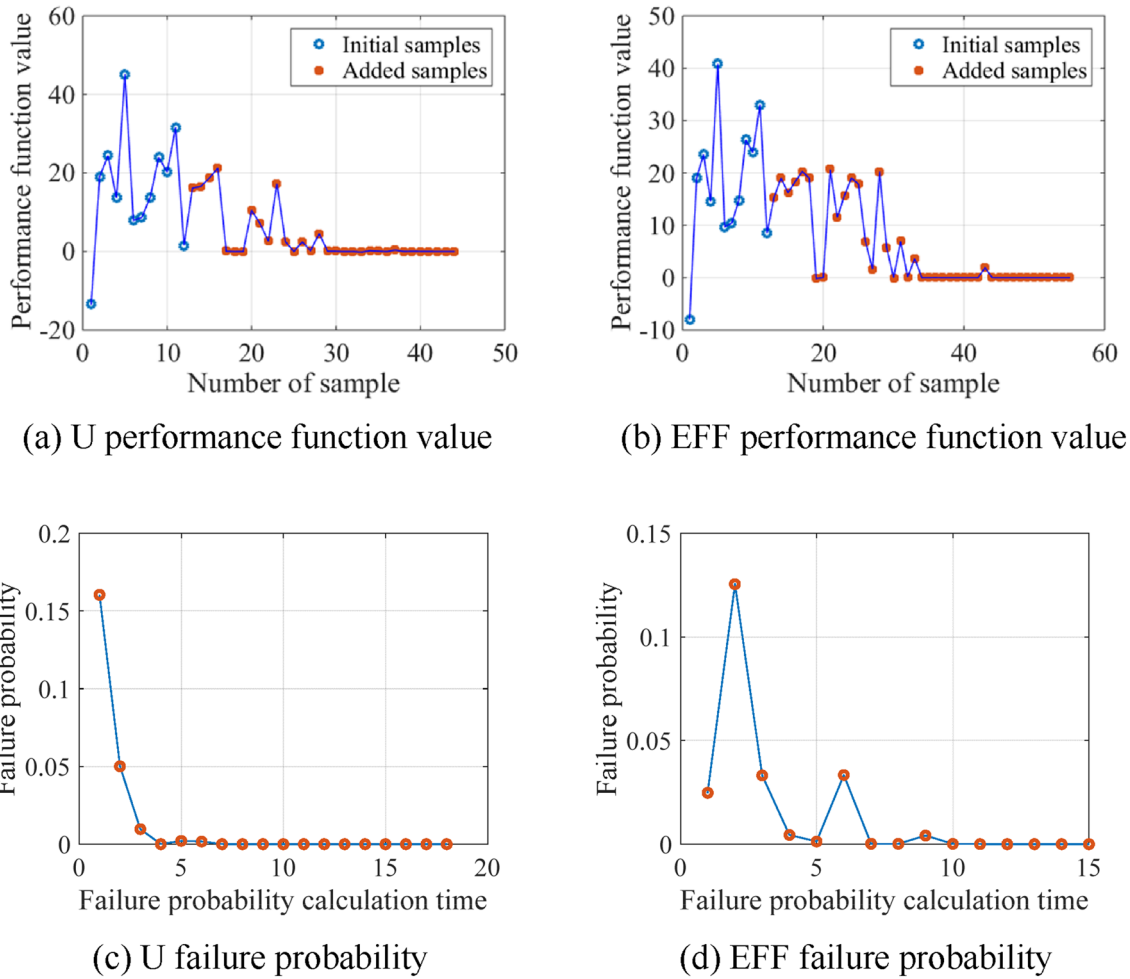 60
40
20
0
-20
0
10
20
30
40
50
Performance function value
Number of sample
Initial samples
Added samples
(a) U performance function value
50
40
30
20
10
0
-10
0
20
40
60
Performance function value
Number of sample
Initial samples
Added samples
(b) EFF performance function value
0.2
0.15
0.1
0.05
0
0
5
10
15
20
Failure probability
Failure probability calculation time
(c) U failure probability
0.15
0.1
0.05
0
0
5
10
15
Failure probability
Failure probability calculation time
(d) EFF failure probability